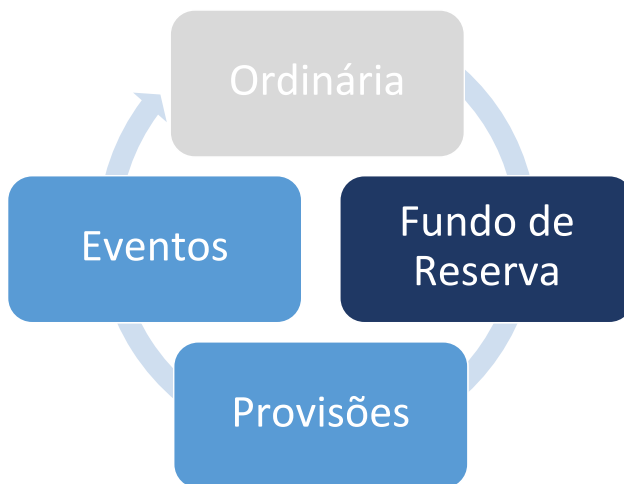 Ordinária
Fundo de
Reserva
Provisões
Eventos